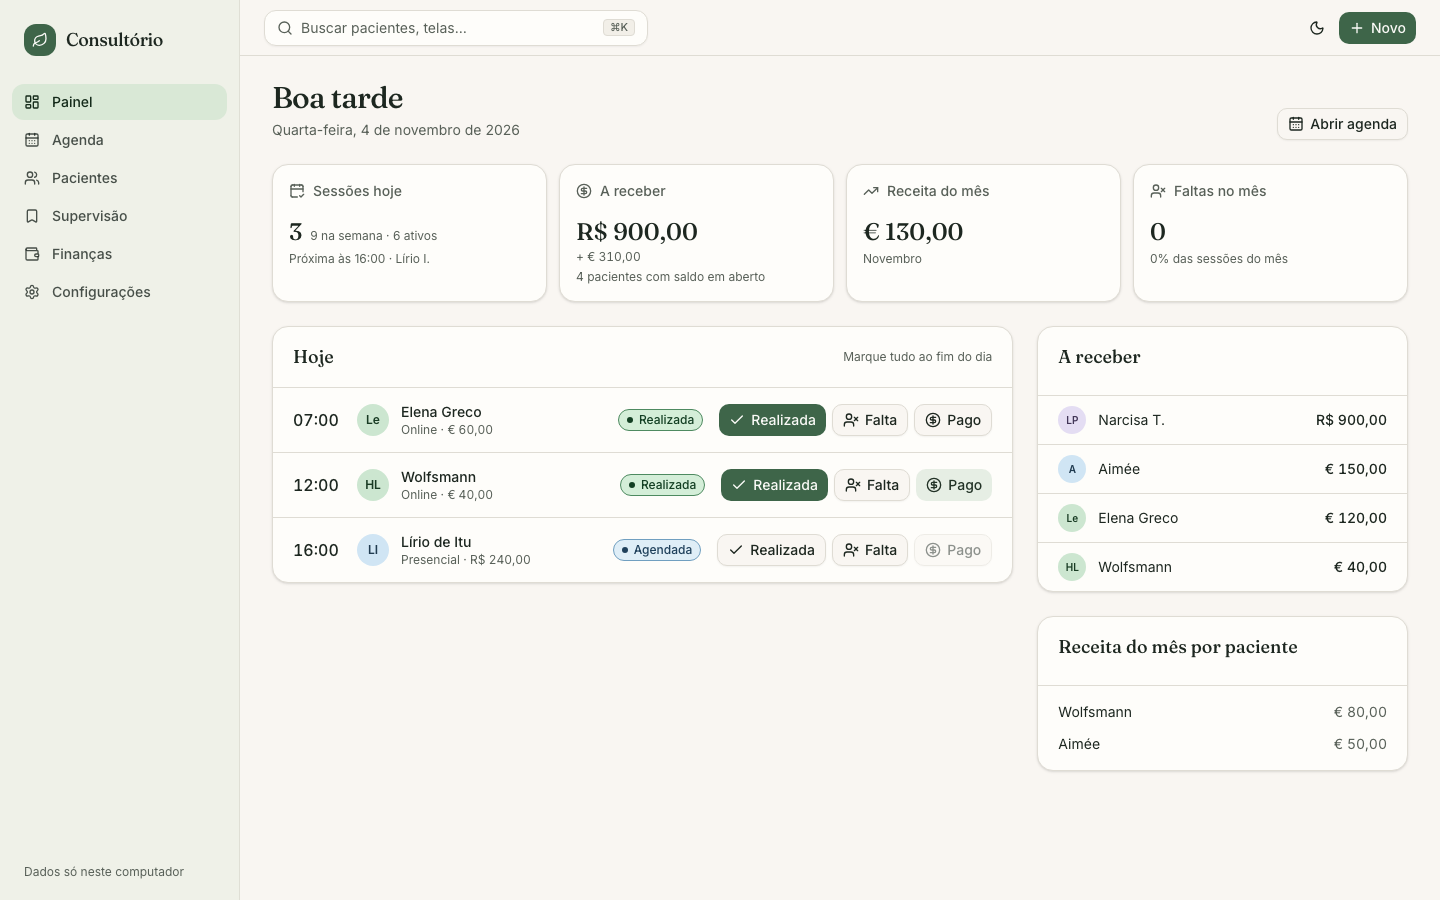 Consultório
Buscar pacientes, telas...
⌘K
Novo
Painel
Agenda
Pacientes
Supervisão
Finanças
Configurações
Dados só neste computador
Boa tarde
Quarta-feira, 4 de novembro de 2026
Abrir agenda
Sessões hoje
3 9 na semana · 6 ativos
Próxima às 16:00 · Lírio I.
A receber
R$ 900,00
+ € 310,00
4 pacientes com saldo em aberto
Receita do mês
€ 130,00
Novembro
Faltas no mês
0
0% das sessões do mês
Hoje
Marque tudo ao fim do dia
07:00 Le Elena Greco Realizada Realizada Falta Pago
Online · € 60,00
12:00 HL Wolfsmann Realizada Realizada Falta Pago
Online · € 40,00
16:00 LI Lírio de Itu Agendada Realizada Falta Pago
Presencial · R$ 240,00
A receber
LP Narcisa T. R$ 900,00
A Aimée € 150,00
Le Elena Greco € 120,00
HL Wolfsmann € 40,00
Receita do mês por paciente
Wolfsmann € 80,00
Aimée € 50,00